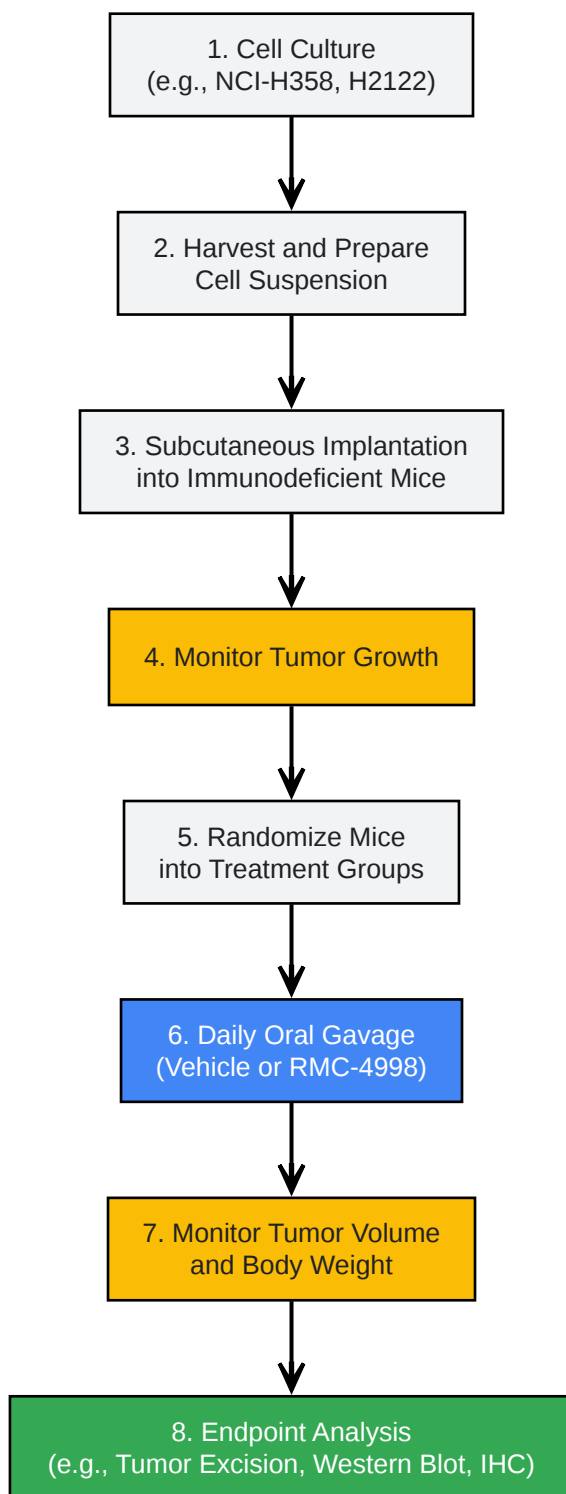 1. Cell Culture
(e.g., NCI-H358, H2122)
2. Harvest and Prepare
Cell Suspension
3. Subcutaneous Implantation
into Immunodeficient Mice
4. Monitor Tumor Growth
5. Randomize Mice
into Treatment Groups
6. Daily Oral Gavage
(Vehicle or RMC-4998)
7. Monitor Tumor Volume
and Body Weight
8. Endpoint Analysis
(e.g., Tumor Excision, Western Blot, IHC)